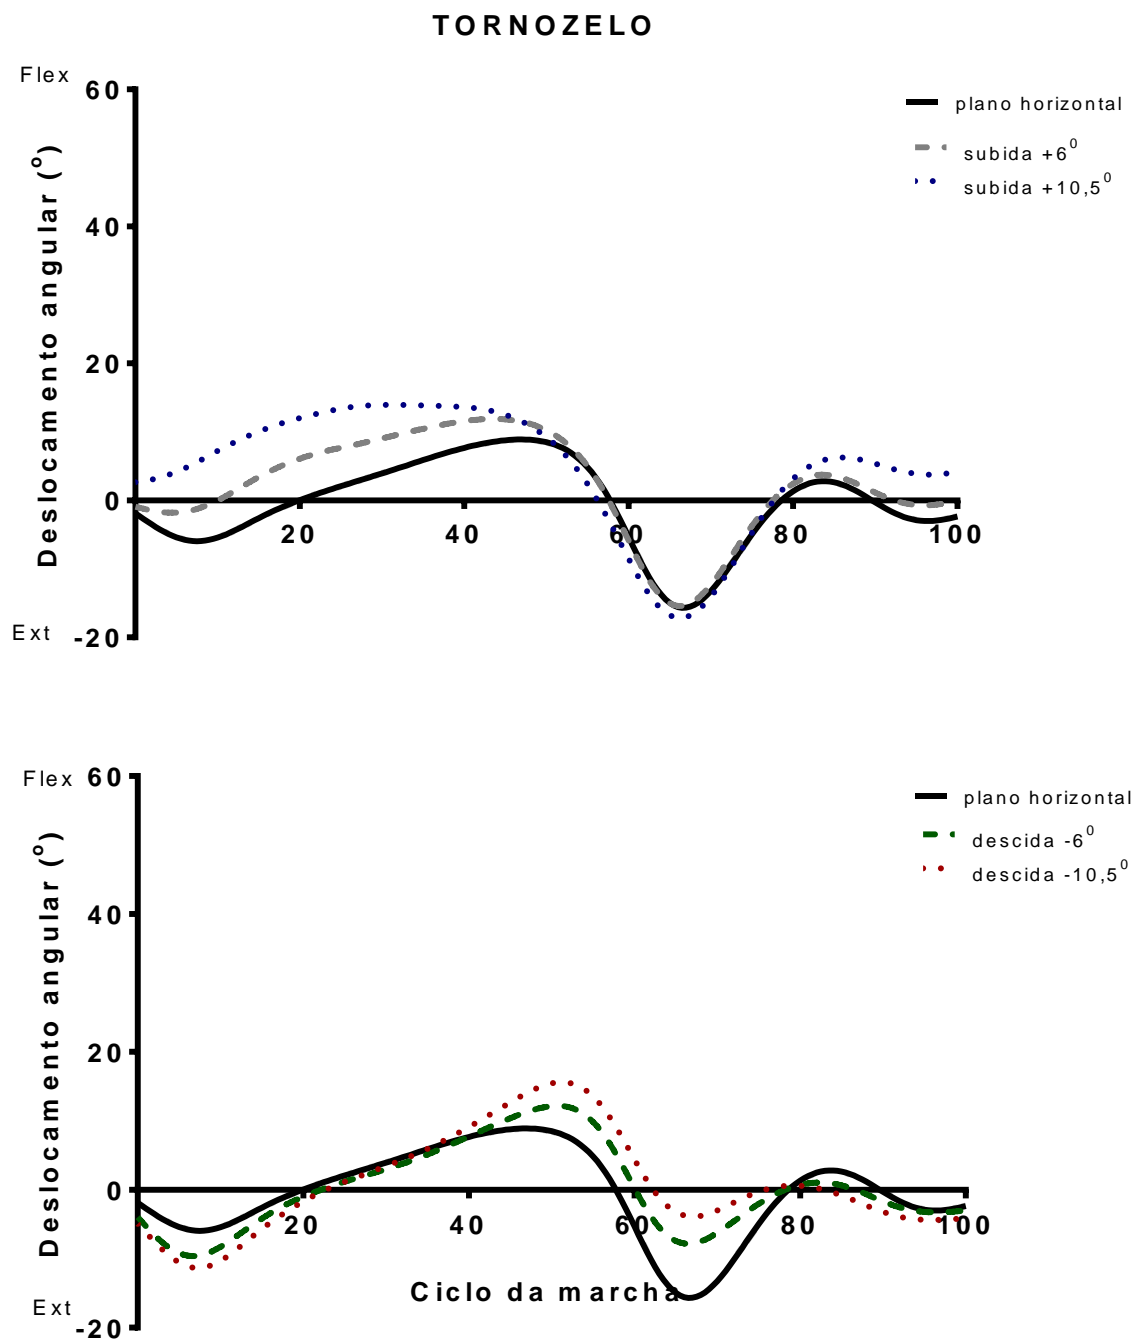 TORNOZELO
Flex
60
40
20
0
-20
Ext
Deslocamento angular (º)
20 40 60 80 100
plano horizontal
subida +6⁰
subida +10,5⁰
Flex
60
40
20
0
-20
Ext
Deslocamento angular (º)
20 40 60 80 100
plano horizontal
descida -6⁰
descida -10,5⁰
Ciclo da marcha